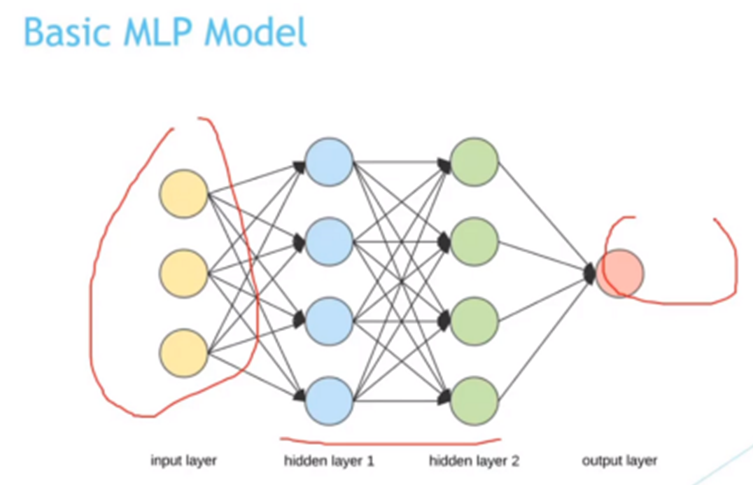 Basic MLP Model
input layer
hidden layer 1
hidden layer 2
output layer